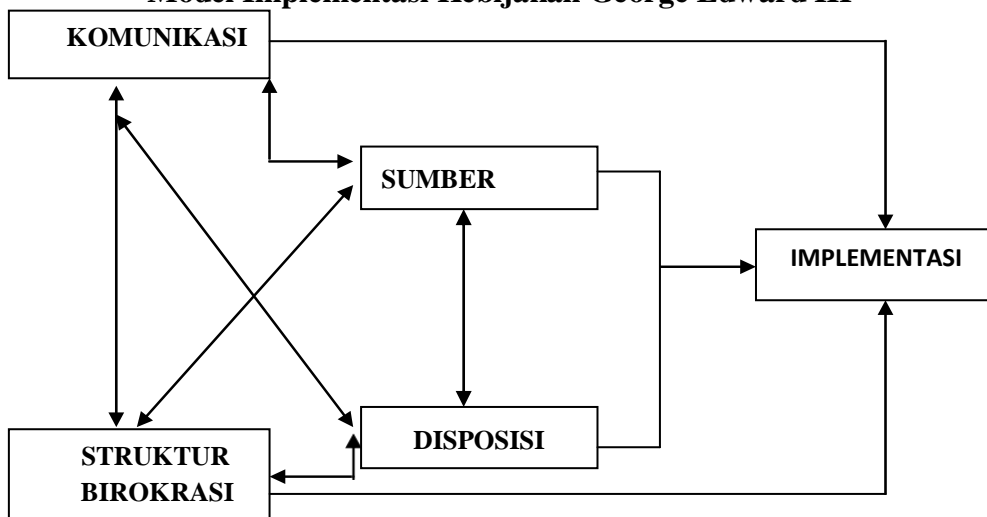 Model Implementasi Kebijakan George Edward III
KOMUNIKASI
SUMBER
IMPLEMENTASI
DISPOSISI
STRUKTUR
BIROKRASI